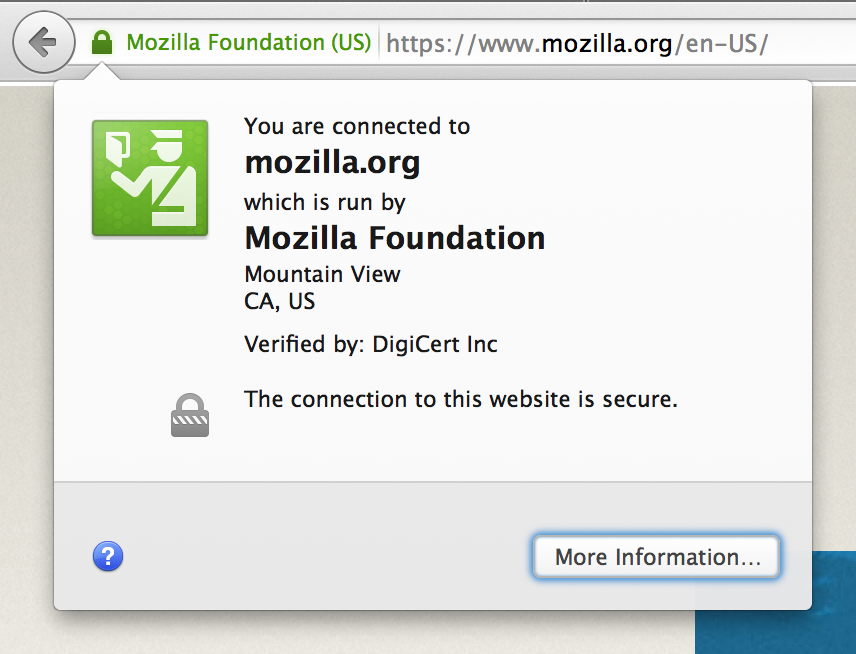 Mozilla Foundation (US) https://www.mozilla.org/en-US/
You are connected to
mozilla.org
which is run by
Mozilla Foundation
Mountain View
CA, US
Verified by: DigiCert Inc
The connection to this website is secure.
?
More Information...